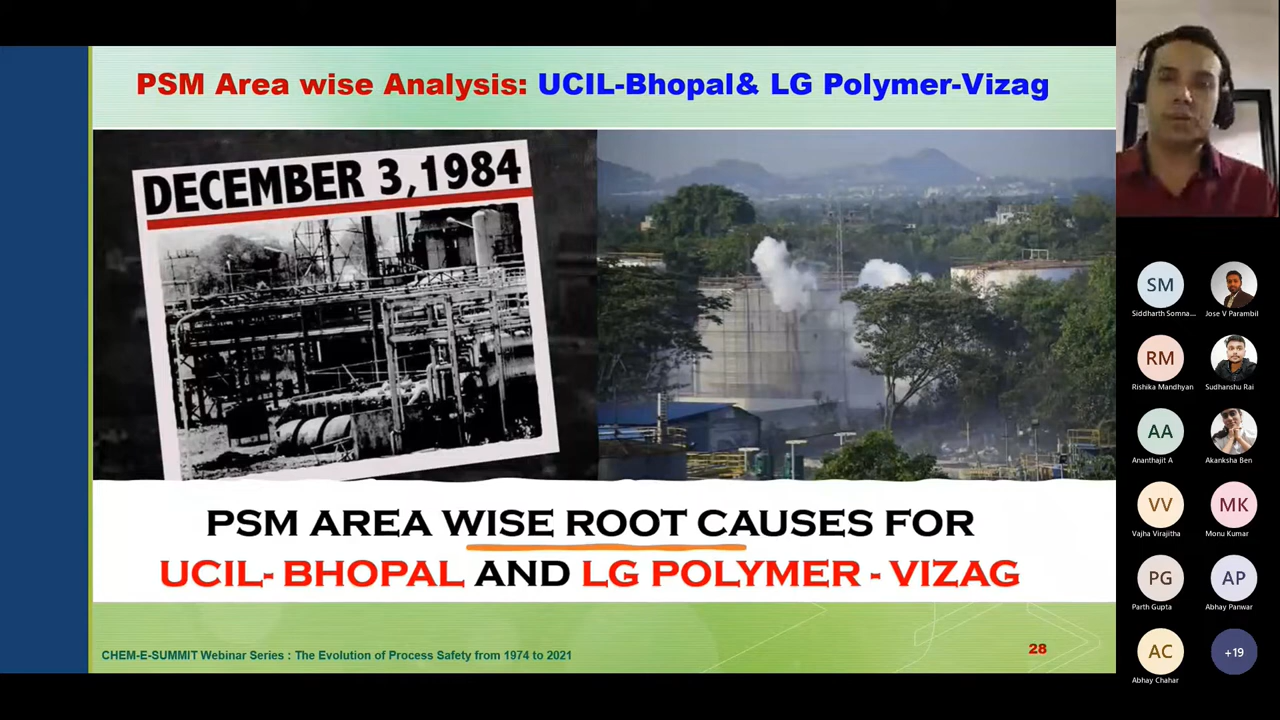 PSM Area wise Analysis: UCIL-Bhopal& LG Polymer-Vizag
DECEMBER 3,1984
PSM AREA WISE ROOT CAUSES FOR
UCIL- BHOPAL AND LG POLYMER - VIZAG
CHEM-E-SUMMIT Webinar Series : The Evolution of Process Safety from 1974 to 2021
28
SM
Siddharth Somna...
Jose V Parambil
RM
Rishika Mandhyan
Sudhanshu Rai
AA
Ananthajit A
Akanksha Ben
VV
Vajha Virajitha
MK
Monu Kumar
PG
Parth Gupta
AP
Abhay Panwar
AC
Abhay Chahar
+19